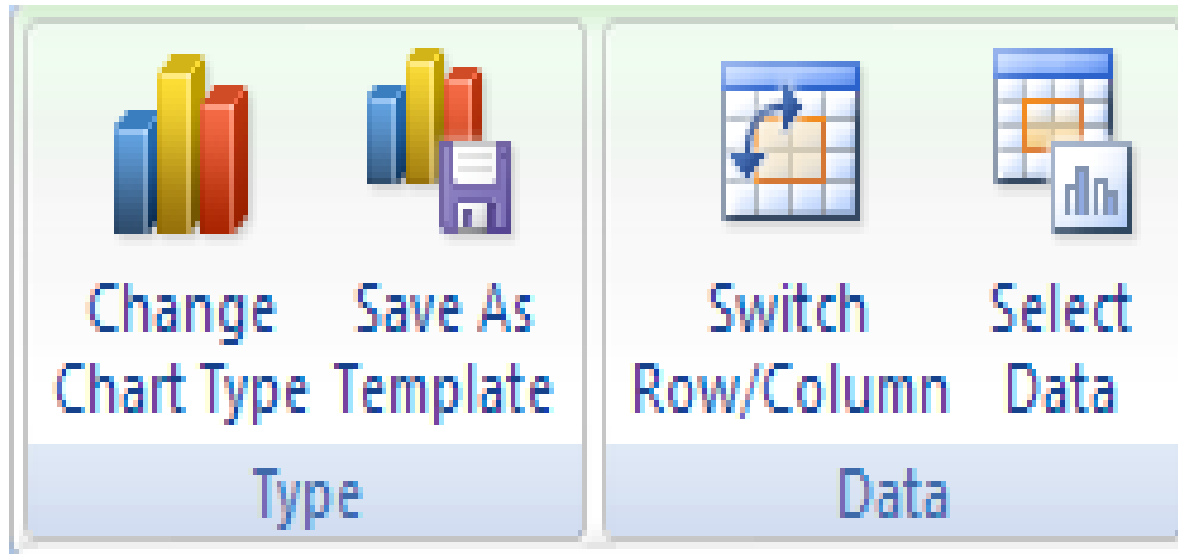 Change
Chart Type
Save As
Template
Type
Switch
Row/Column
Select
Data
Data